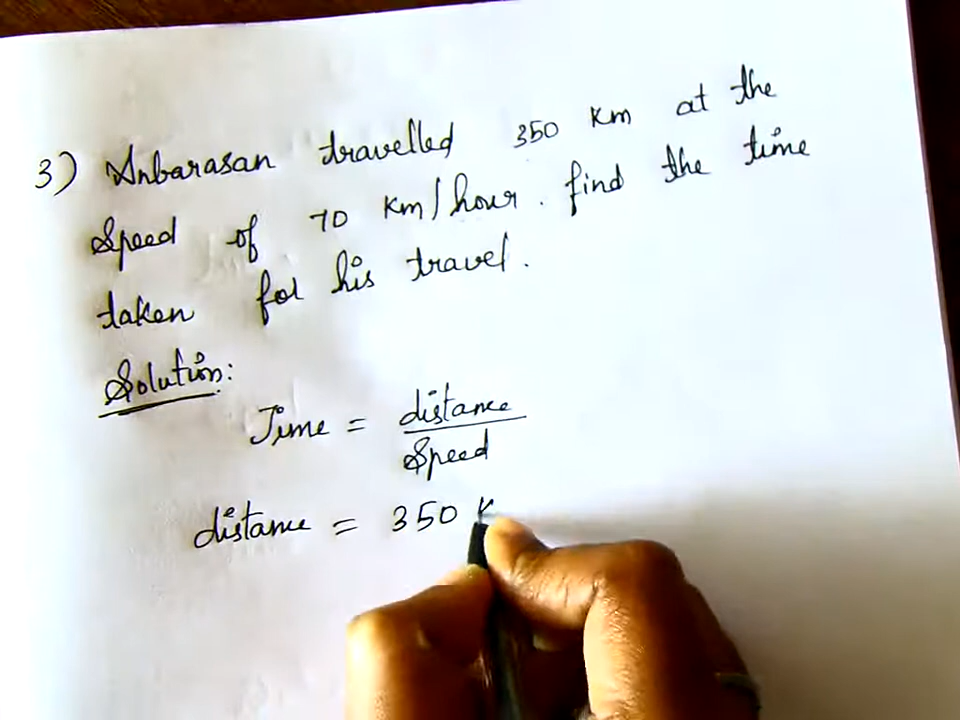 3) Anbarasan travelled 350 Km at the
Speed of 70 Km/hour. find the time
taken for his travel.
Solution:
Time = distance
Speed
distance = 350 K